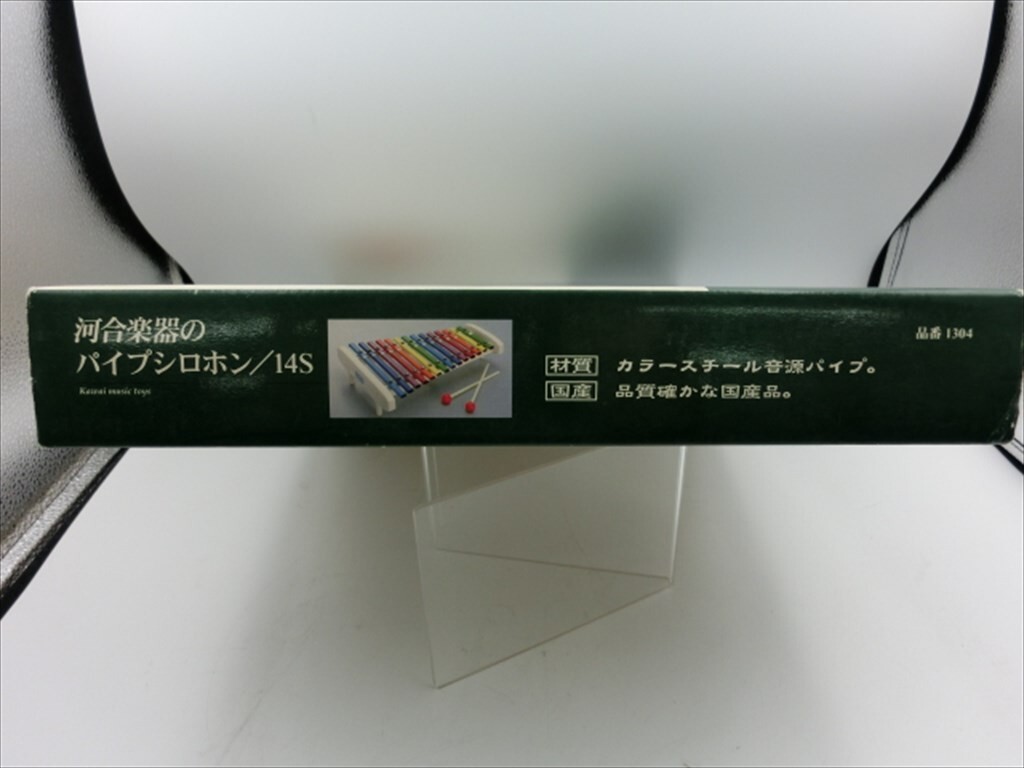 河合楽器の
パイプシロホン/14S
Kawai music toys
材質 カラースチール音源パイプ。
国産 品質確かな国産品。
品番 1304